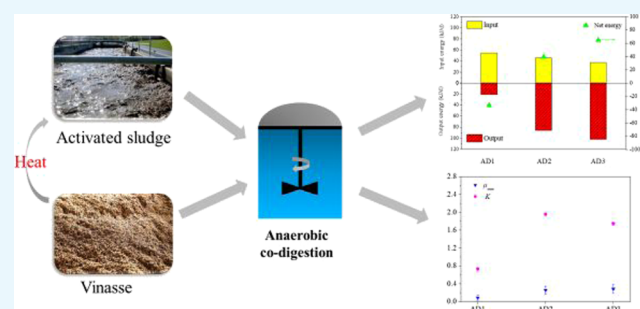 Activated sludge
Heat
Vinasse
Anaerobic
co-digestion
Input
Net energy
Output
Input energy (kJ/d)
Output energy (kJ/d)
120
100
80
60
40
20
0
20
40
60
80
100
120
100
80
60
40
20
0
-20
-40
-60
-80
-100
AD1 AD2 AD3
μmax
K
2.8
2.4
2.0
1.6
1.2
0.8
0.4
0.0